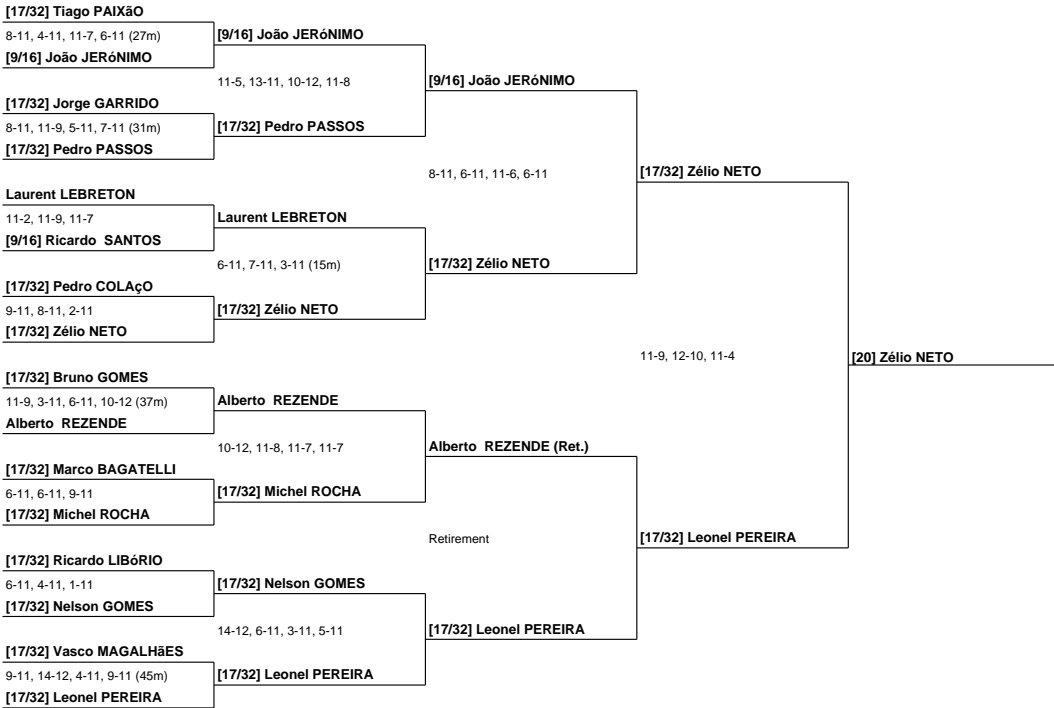 [17/32] Tiago PAIXãO
8-11, 4-11, 11-7, 6-11 (27m)
[9/16] João JERóNIMO
[17/32] Jorge GARRIDO
8-11, 11-9, 5-11, 7-11 (31m)
[17/32] Pedro PASSOS
Laurent LEBRETON
11-2, 11-9, 11-7
[9/16] Ricardo  SANTOS
[17/32] Pedro COLAçO
9-11, 8-11, 2-11
[17/32] Zélio NETO
[17/32] Bruno GOMES
11-9, 3-11, 6-11, 10-12 (37m)
Alberto  REZENDE
[17/32] Marco BAGATELLI
6-11, 6-11, 9-11
[17/32] Michel ROCHA
[17/32] Ricardo LIBóRIO
6-11, 4-11, 1-11
[17/32] Nelson GOMES
[17/32] Vasco MAGALHãES
9-11, 14-12, 4-11, 9-11 (45m)
[17/32] Leonel PEREIRA
[9/16] João JERóNIMO
11-5, 13-11, 10-12, 11-8
[17/32] Pedro PASSOS
Laurent LEBRETON
6-11, 7-11, 3-11 (15m)
[17/32] Zélio NETO
Alberto  REZENDE
10-12, 11-8, 11-7, 11-7
[17/32] Michel ROCHA
[17/32] Nelson GOMES
14-12, 6-11, 3-11, 5-11
[17/32] Leonel PEREIRA
[9/16] João JERóNIMO
8-11, 6-11, 11-6, 6-11
[17/32] Zélio NETO
Alberto  REZENDE (Ret.)
Retirement
[17/32] Leonel PEREIRA
[17/32] Zélio NETO
11-9, 12-10, 11-4
[17/32] Leonel PEREIRA
[20] Zélio NETO